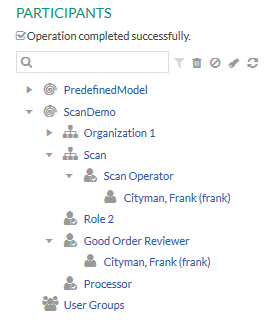 PARTICIPANTS
Operation completed successfully.
PredefinedModel
ScanDemo
Organization 1
Scan
Scan Operator
Cityman, Frank (frank)
Role 2
Good Order Reviewer
Cityman, Frank (frank)
Processor
User Groups